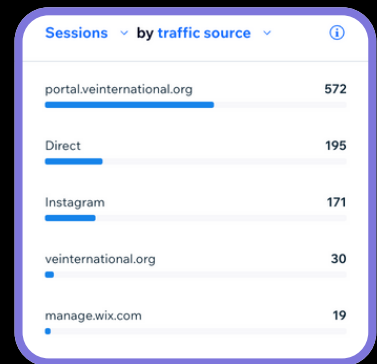 Sessions by traffic source
portal.veinternational.org 572
Direct 195
Instagram 171
veinternational.org 30
manage.wix.com 19